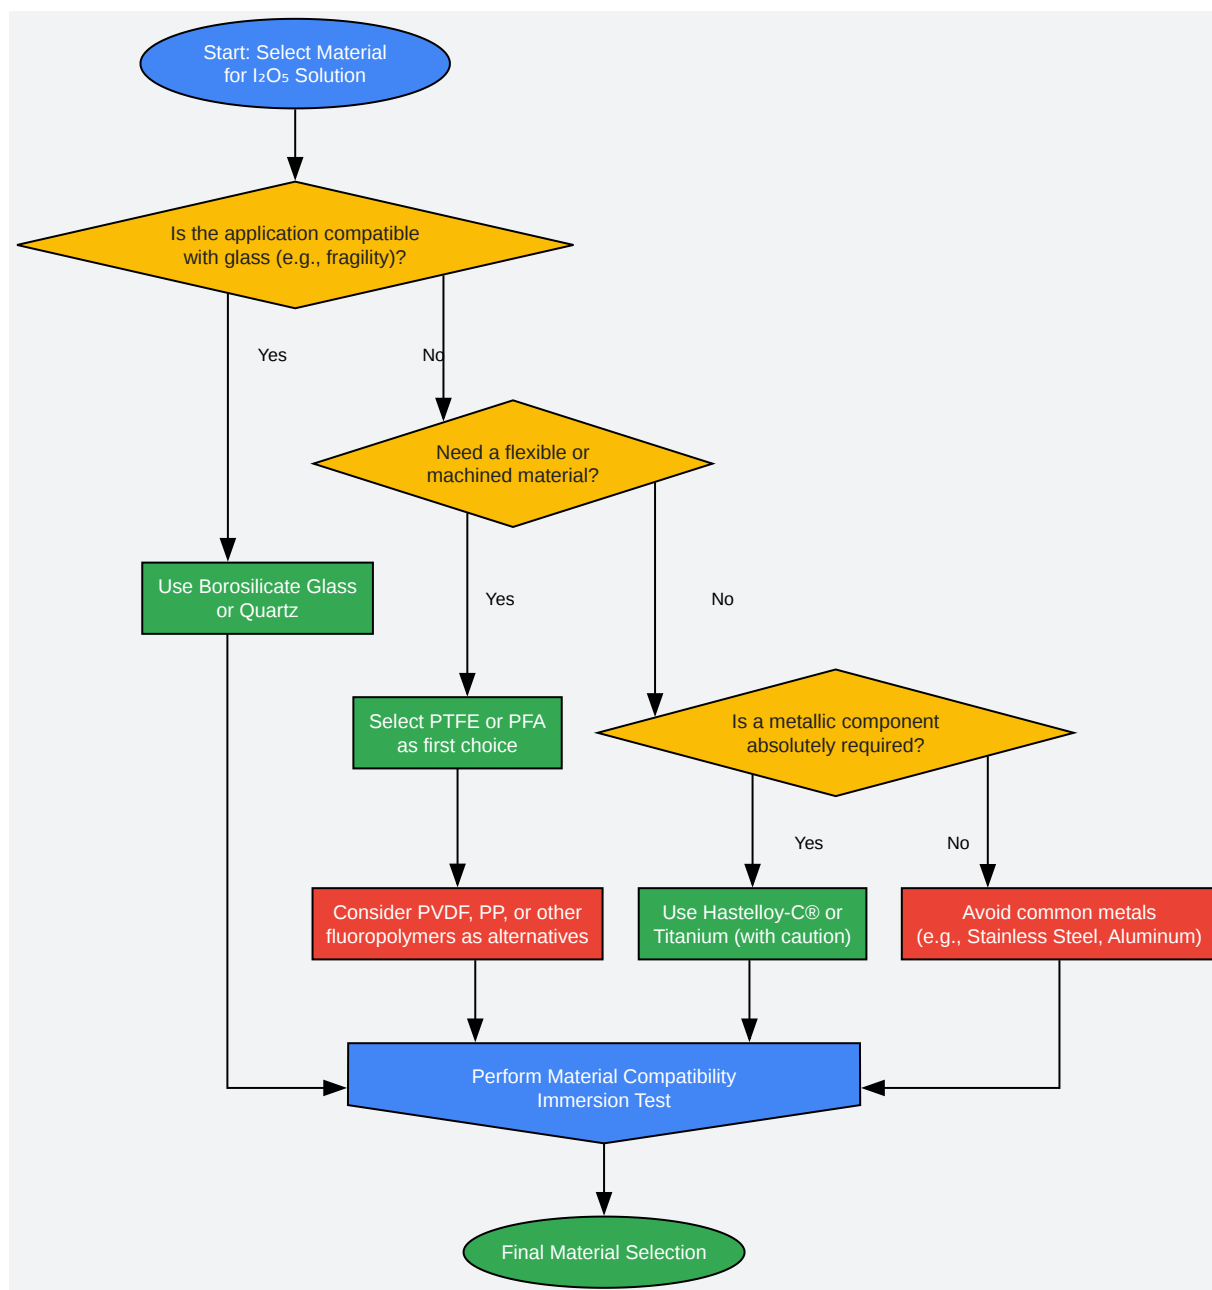 Start: Select Material
for I₂O₅ Solution
Is the application compatible
with glass (e.g., fragility)?
Yes
No
Need a flexible or
machined material?
Use Borosilicate Glass
or Quartz
Yes
No
Select PTFE or PFA
as first choice
Is a metallic component
absolutely required?
Yes
No
Consider PVDF, PP, or other
fluoropolymers as alternatives
Use Hastelloy-C® or
Titanium (with caution)
Avoid common metals
(e.g., Stainless Steel, Aluminum)
Perform Material Compatibility
Immersion Test
Final Material Selection